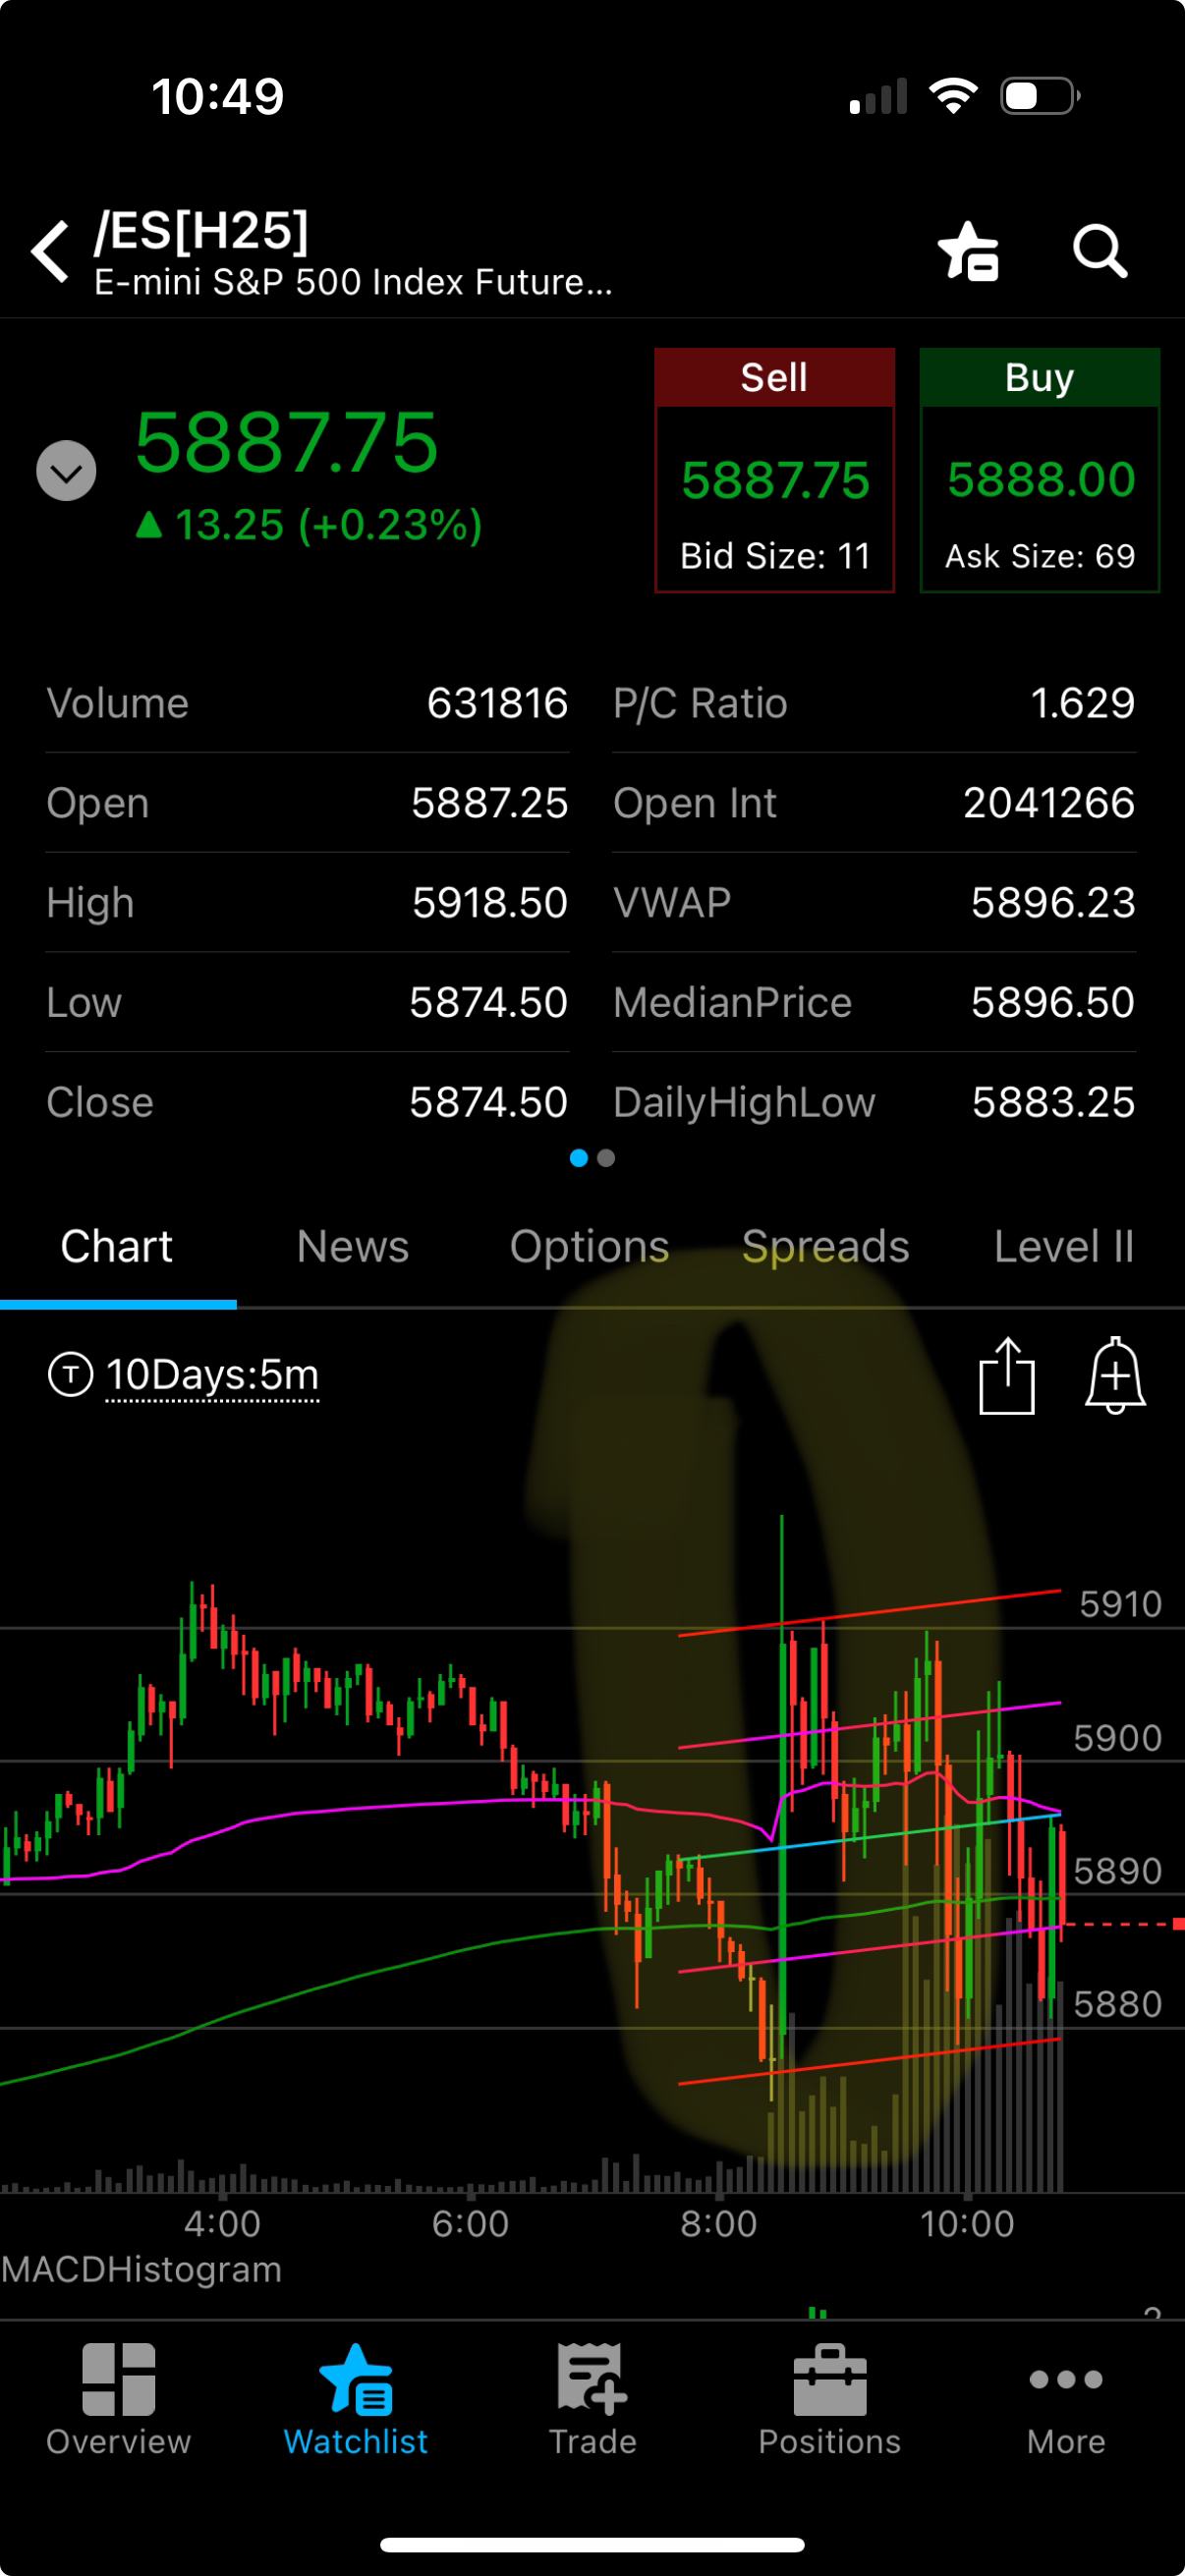 10:49
/ES[H25]
E-mini S&P 500 Index Future...
Sell
Buy
5887.75
13.25 (+0.23%)
5887.75
5888.00
Bid Size: 11
Ask Size: 69
Volume 631816 P/C Ratio 1.629
Open 5887.25 Open Int 2041266
High 5918.50 VWAP 5896.23
Low 5874.50 MedianPrice 5896.50
Close 5874.50 DailyHighLow 5883.25
Chart News Options Spreads Level II
T 10Days:5m
5910
5900
5890
5880
4:00 6:00 8:00 10:00
MACDHistogram
Overview Watchlist Trade Positions More